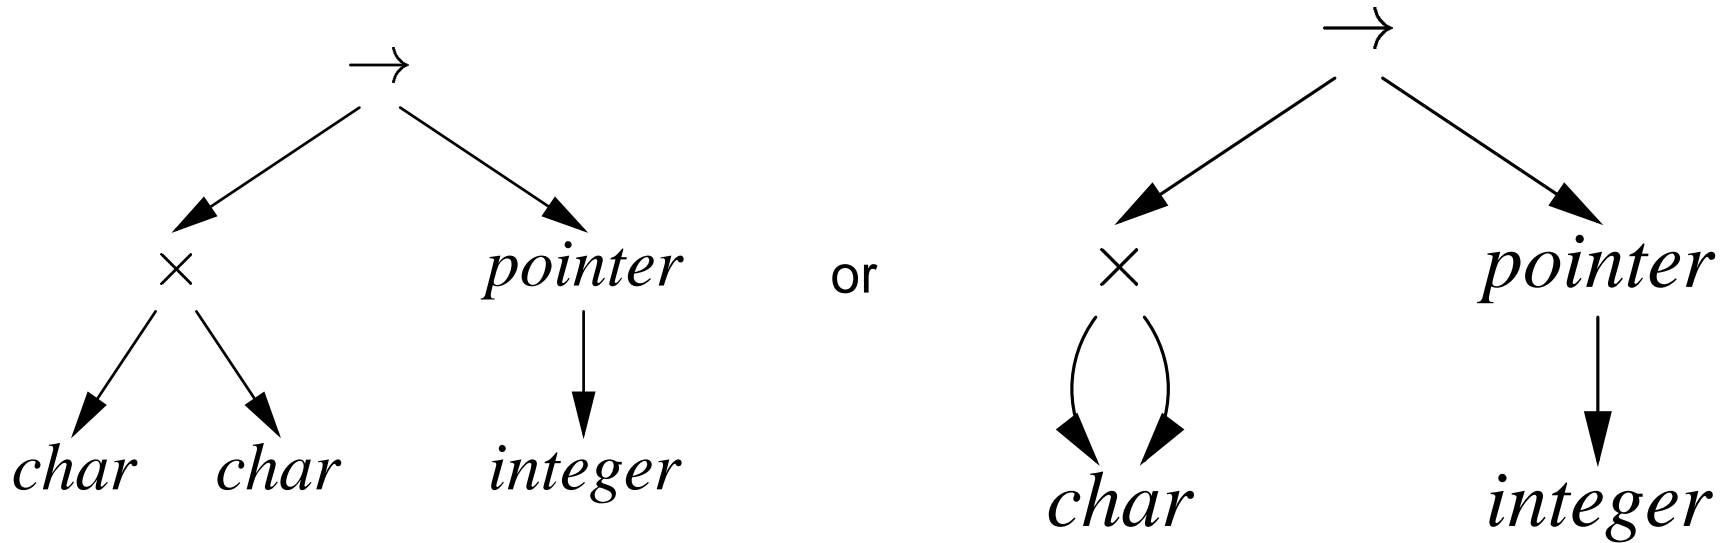 → →
× pointer or × pointer
char char integer char integer